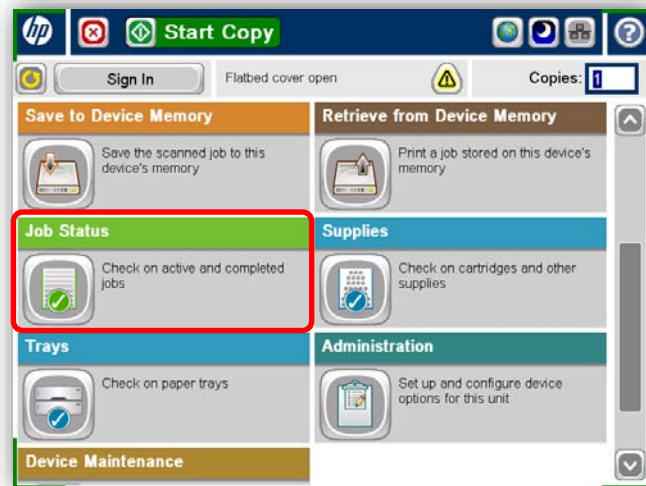 hp
Start Copy
?
Sign In
Flatbed cover open
Copies: 1
Save to Device Memory
Save the scanned job to this
device's memory
Retrieve from Device Memory
Print a job stored on this device's
memory
Job Status
Check on active and completed
jobs
Supplies
Check on cartridges and other
supplies
Trays
Check on paper trays
Administration
Set up and configure device
options for this unit
Device Maintenance